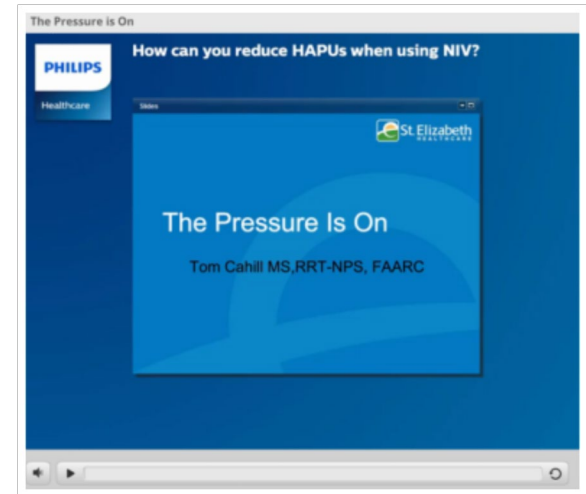 The Pressure is On
PHILIPS
Healthcare
How can you reduce HAPUs when using NIV?
Slides
St. Elizabeth
HEALTHCARE
The Pressure Is On
Tom Cahill MS,RRT-NPS, FAARC